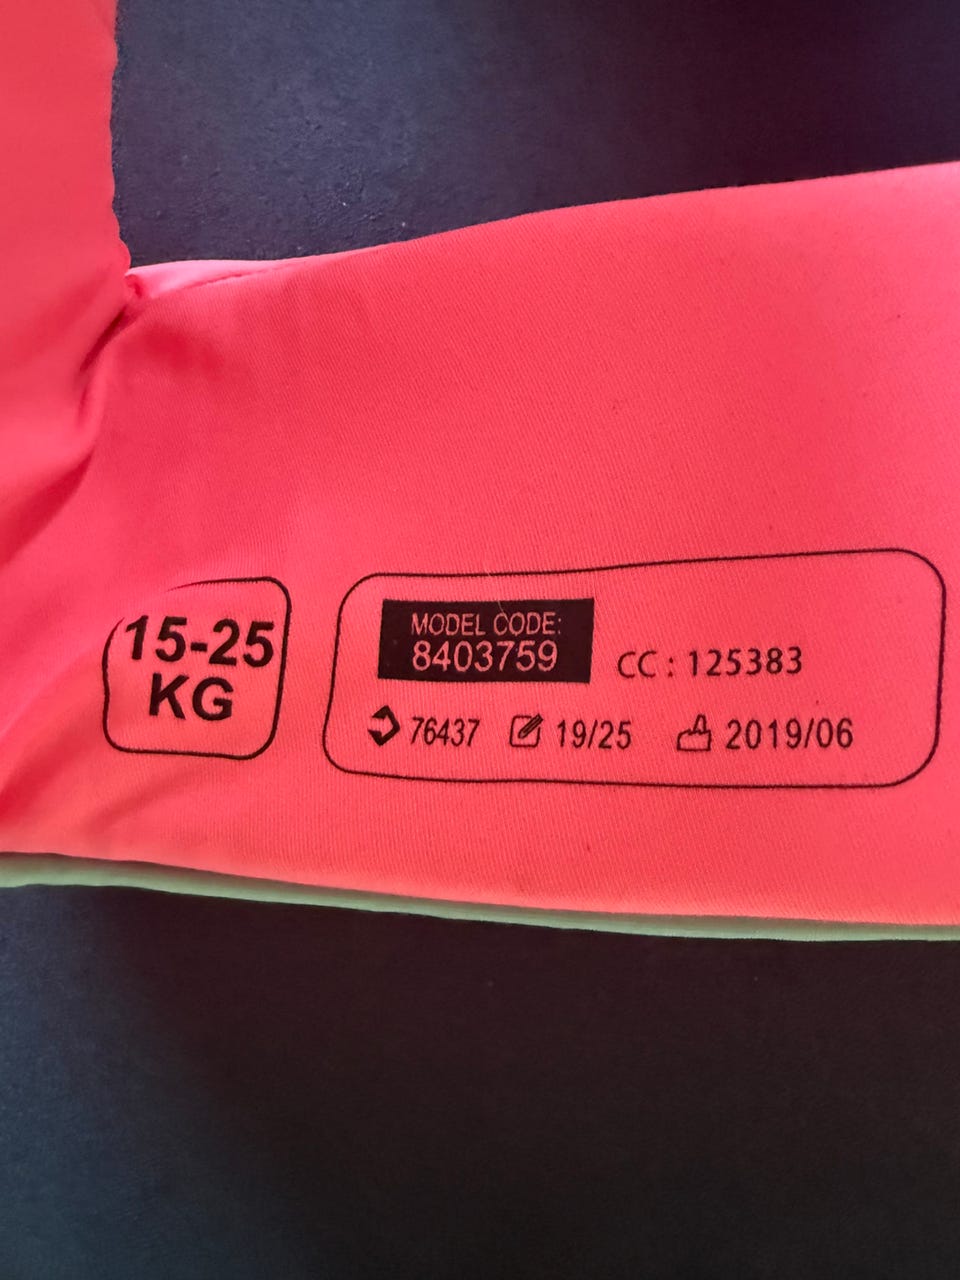 15-25
KG
MODEL CODE:
8403759
CC : 125383
76437 19/25 2019/06